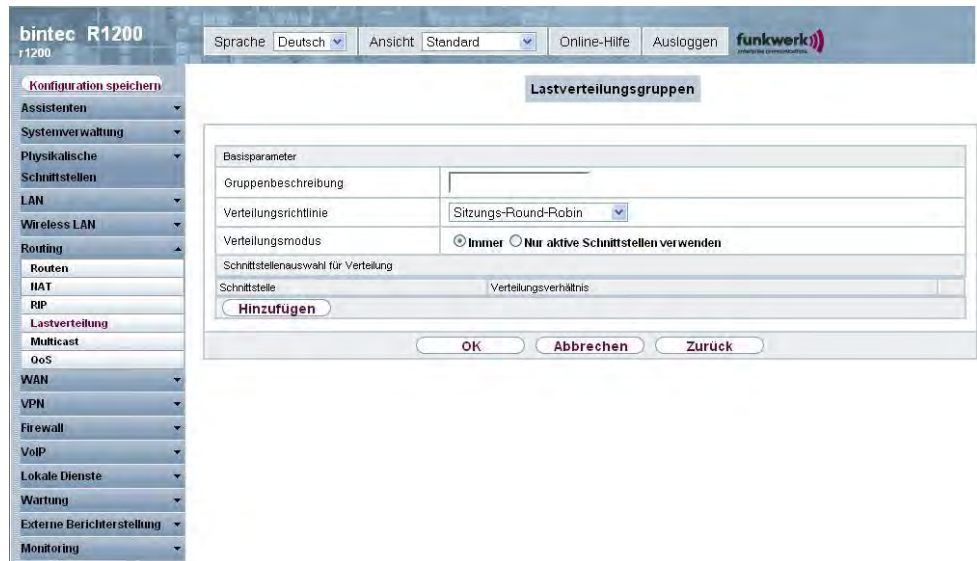 bintec R1200
r1200
Sprache Deutsch Ansicht Standard Online-Hilfe Ausloggen funkwerk
Konfiguration speichern
Assistenten
Systemverwaltung
Physikalische
Schnittstellen
LAN
Wireless LAN
Routing
Routen
NAT
RIP
Lastverteilung
Multicast
QoS
WAN
VPN
Firewall
VoIP
Lokale Dienste
Wartung
Externe Berichterstellung
Monitoring
Lastverteilungsgruppen
Basisparameter
Gruppenbeschreibung
Verteilungsrichtlinie Sitzungs-Round-Robin
Verteilungsmodus Immer Nur aktive Schnittstellen verwenden
Schnittstellenauswahl für Verteilung
Schnittstelle Verteilungsverhältnis
Hinzufügen
OK Abbrechen Zurück